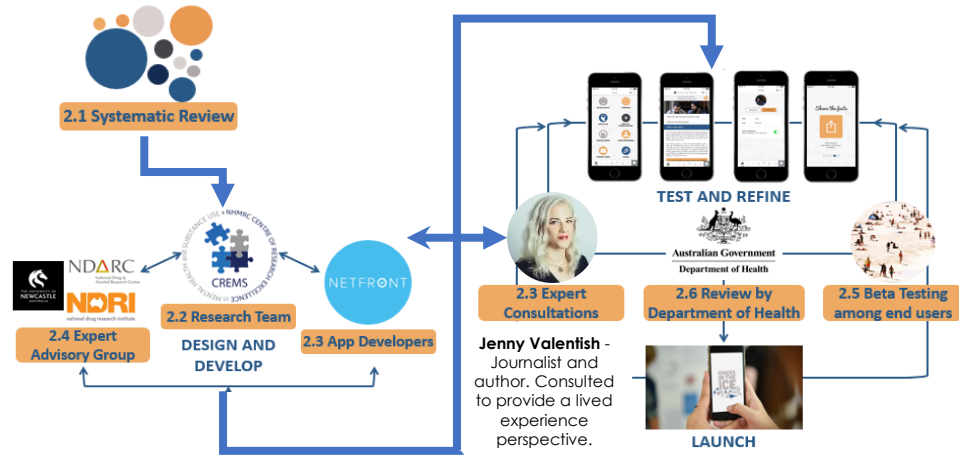 2.1 Systematic Review
Share the facts
TEST AND REFINE
MENTAL HEALTH and SUBSTANCE USE • NHMRC CENTRE OF RESEARCH EXCELLENCE in
CREMS
NETFRONT
THE UNIVERSITY OF
NEWCASTLE
AUSTRALIA
NDARC
National Drug &
Alcohol Research Centre
NDRI
national drug research institute
Australian Government
Department of Health
2.4 Expert
Advisory Group
2.2 Research Team
2.3 App Developers
DESIGN AND
DEVELOP
2.3 Expert
Consultations
2.6 Review by
Department of Health
2.5 Beta Testing
among end users
Jenny Valentish -
Journalist and
author. Consulted
to provide a lived
experience
perspective.
CRACKS
IN THE
ICE
LAUNCH